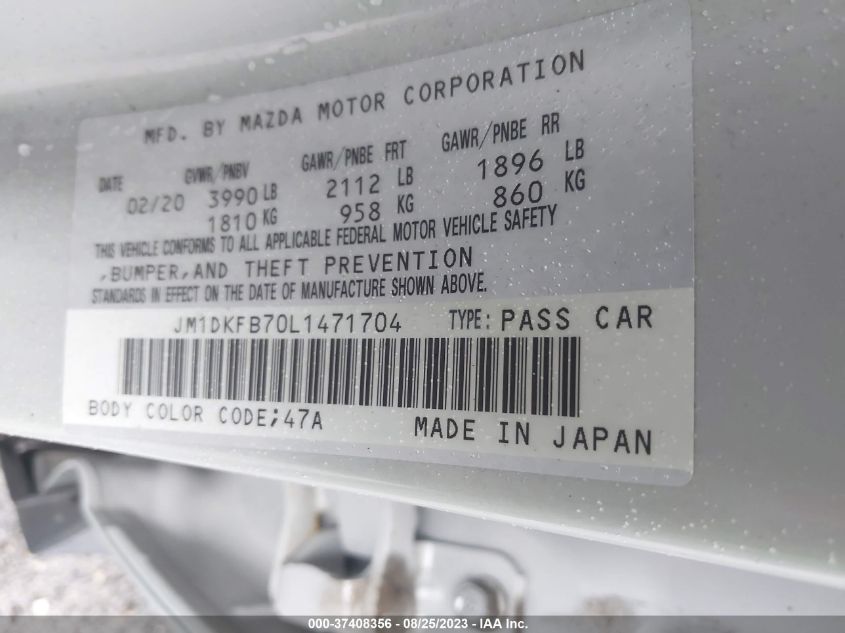 MFD. BY MAZDA MOTOR CORPORATION
DATE GVWR/PNBV GAWR/PNBE FRT GAWR/PNBE RR
02/20 3990 LB 2112 LB 1896 LB
1810 KG 958 KG 860 KG
THIS VEHICLE CONFORMS TO ALL APPLICABLE FEDERAL MOTOR VEHICLE SAFETY
,BUMPER,AND THEFT PREVENTION
STANDARDS IN EFFECT ON THE DATE OF MANUFACTURE SHOWN ABOVE.
JM1DKFB70L1471704 TYPE: PASS CAR
BODY COLOR CODE;47A
MADE IN JAPAN
000-37408356 - 08/25/2023 - IAA Inc.